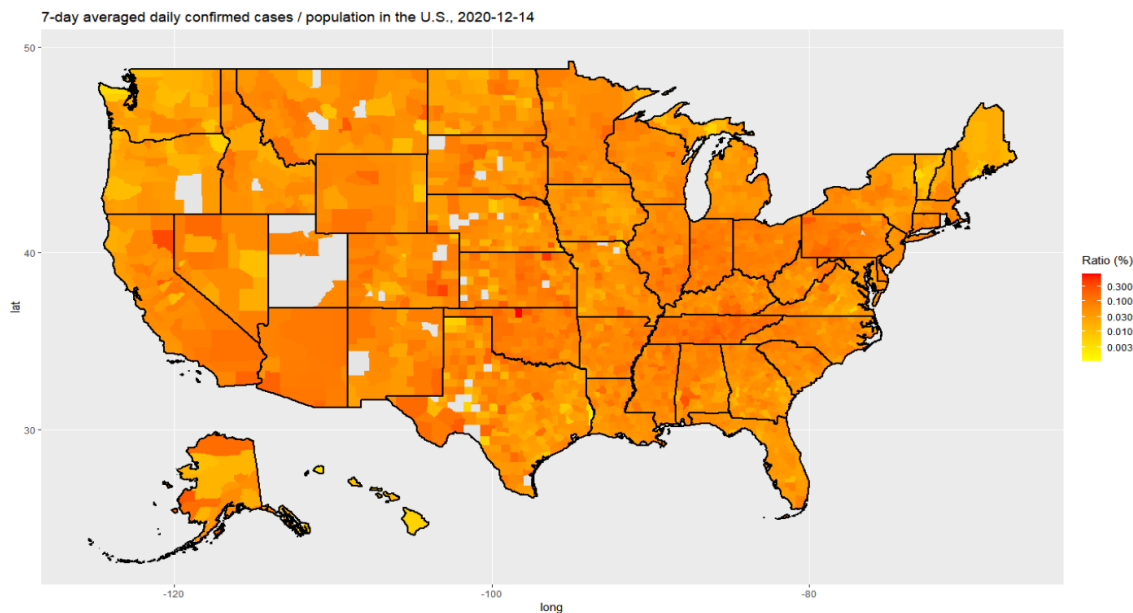 7-day averaged daily confirmed cases / population in the U.S., 2020-12-14
50
40
30
lat
-120
-100
-80
long
Ratio (%)
0.300
0.100
0.030
0.010
0.003